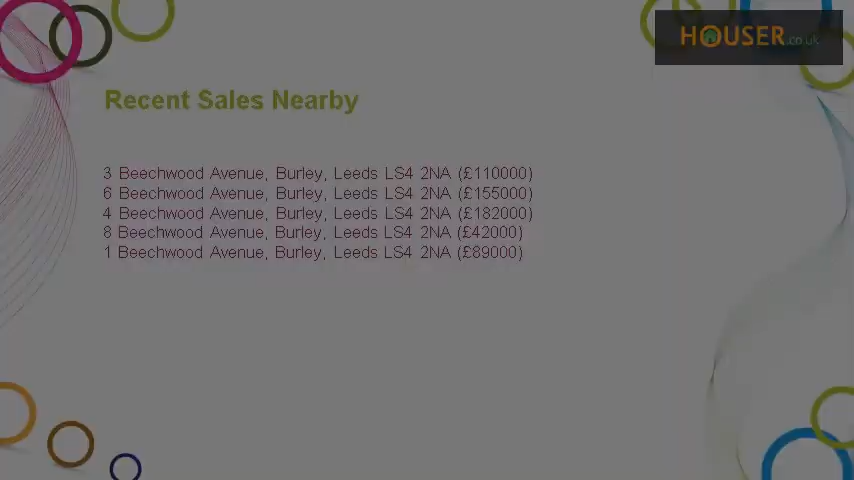 HOUSER.co.uk
Recent Sales Nearby
3 Beechwood Avenue, Burley, Leeds LS4 2NA (£110000)
6 Beechwood Avenue, Burley, Leeds LS4 2NA (£155000)
4 Beechwood Avenue, Burley, Leeds LS4 2NA (£182000)
8 Beechwood Avenue, Burley, Leeds LS4 2NA (£42000)
1 Beechwood Avenue, Burley, Leeds LS4 2NA (£89000)